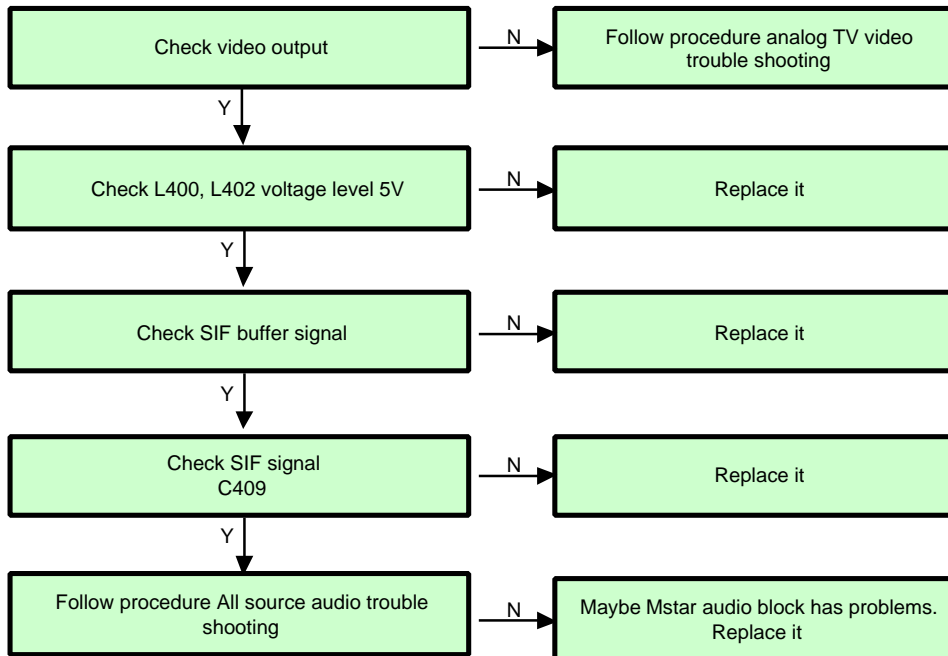 Check video output
N
Follow procedure analog TV video
trouble shooting
Y
Check L400, L402 voltage level 5V
N
Replace it
Y
Check SIF buffer signal
N
Replace it
Y
Check SIF signal
C409
N
Replace it
Y
Follow procedure All source audio trouble
shooting
N
Maybe Mstar audio block has problems.
Replace it